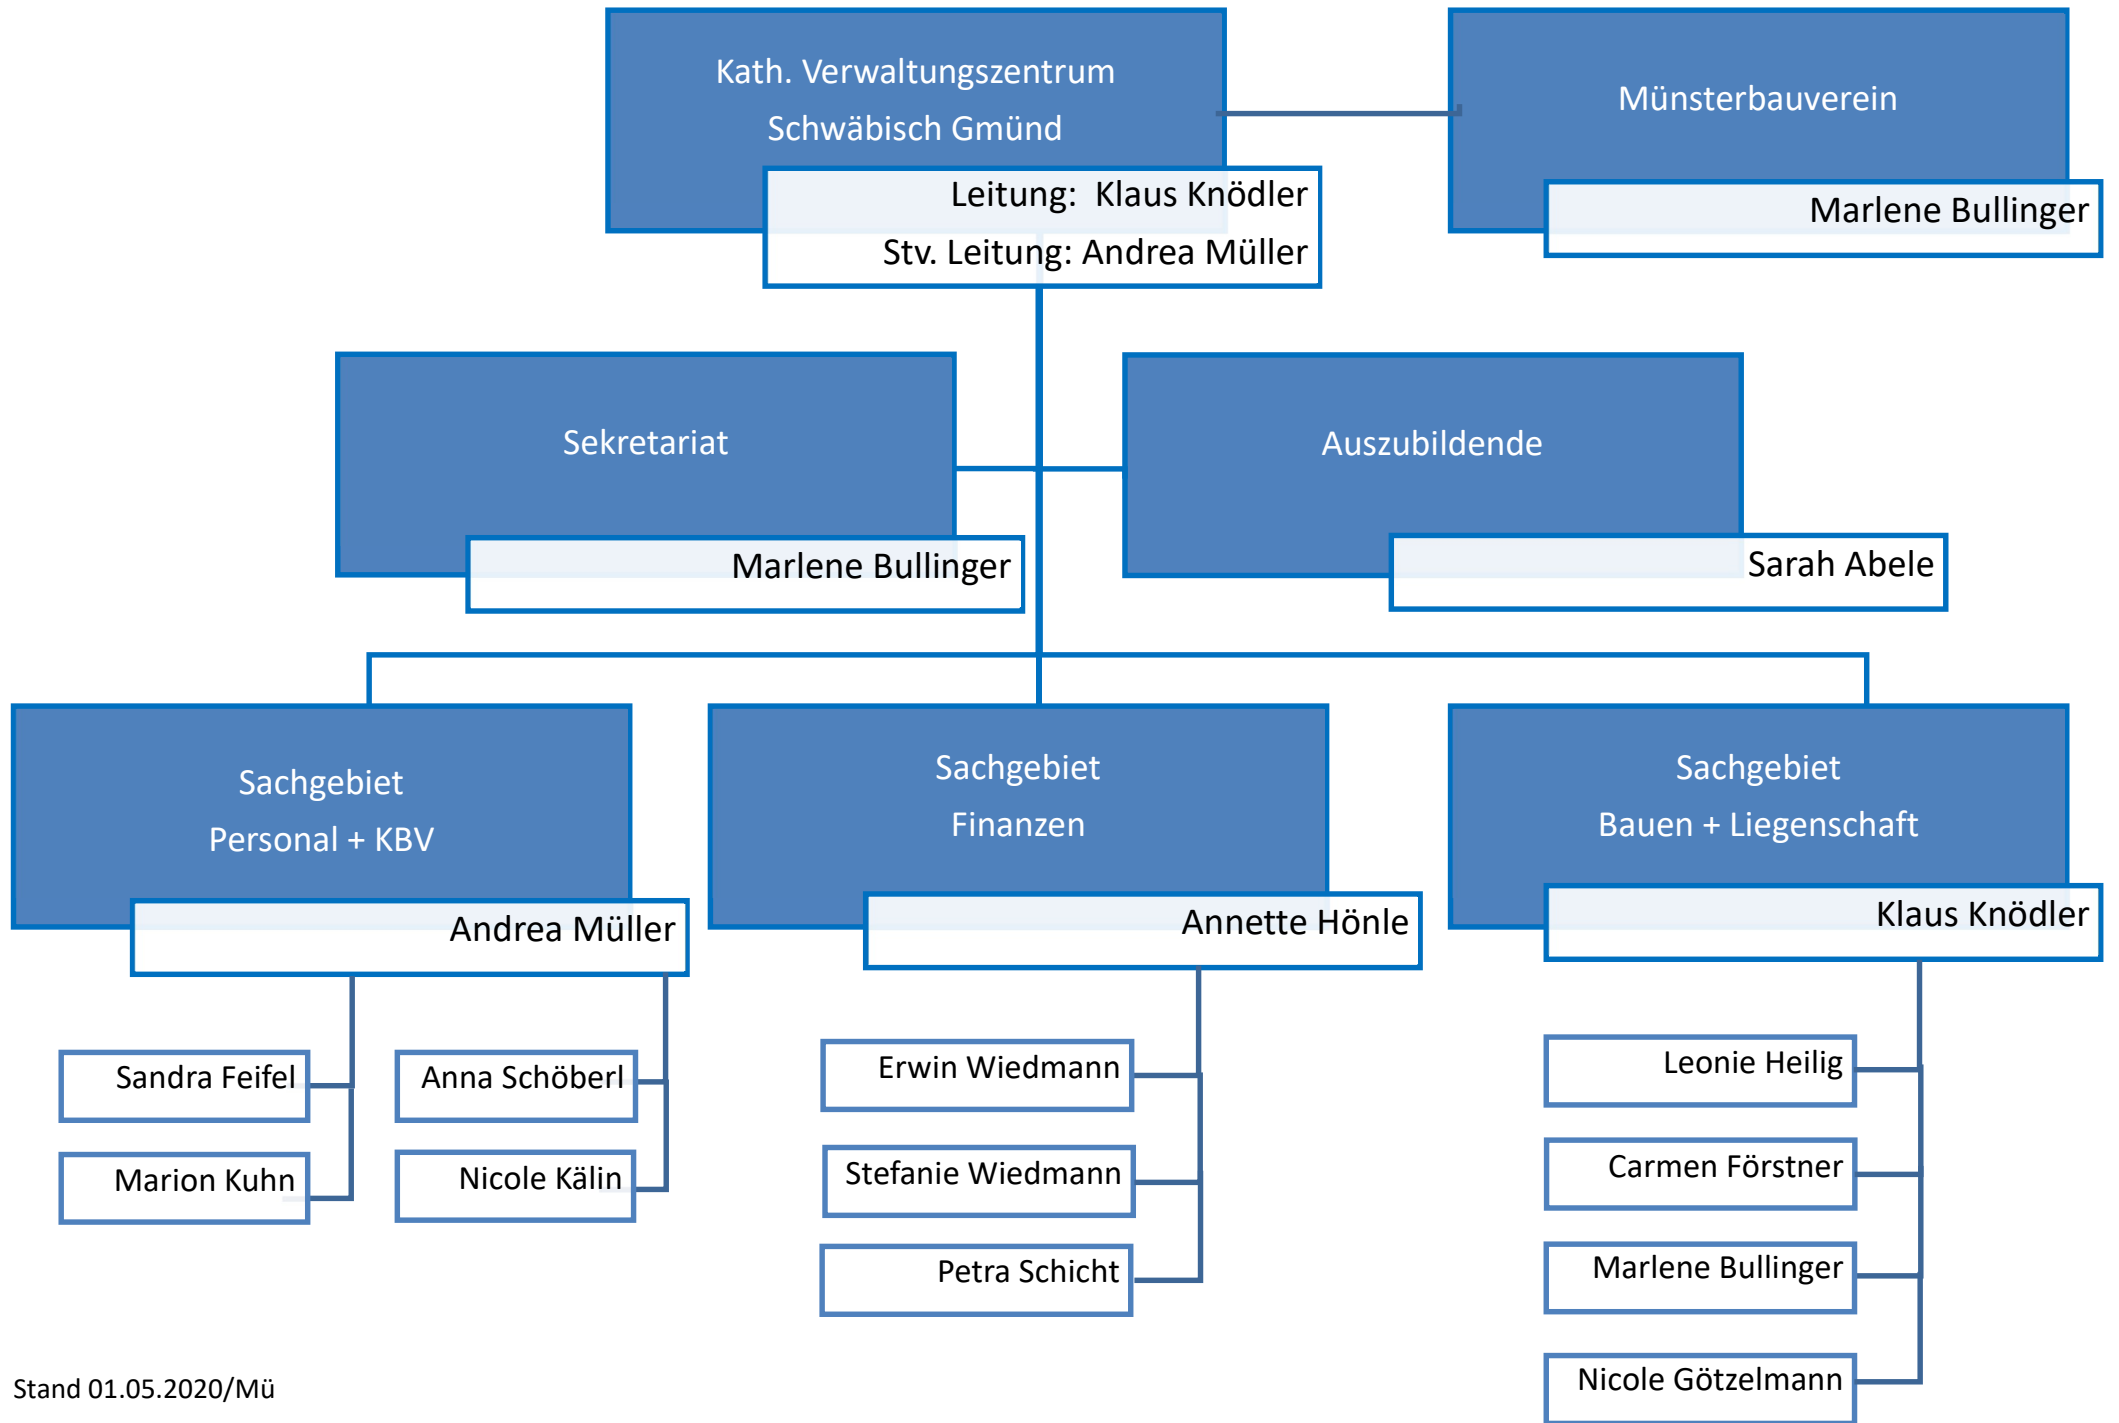 Kath. Verwaltungszentrum
Schwäbisch Gmünd
Leitung:  Klaus Knödler
Stv. Leitung: Andrea Müller
Münsterbauverein
Marlene Bullinger
Sekretariat
Marlene Bullinger
Auszubildende
Sarah Abele
Sachgebiet
Personal + KBV
Andrea Müller
Sandra Feifel
Marion Kuhn
Anna Schöberl
Nicole Kälin
Sachgebiet
Finanzen
Annette Hönle
Erwin Wiedmann
Stefanie Wiedmann
Petra Schicht
Sachgebiet
Bauen + Liegenschaft
Klaus Knödler
Leonie Heilig
Carmen Förstner
Marlene Bullinger
Nicole Götzelmann
Stand 01.05.2020/Mü